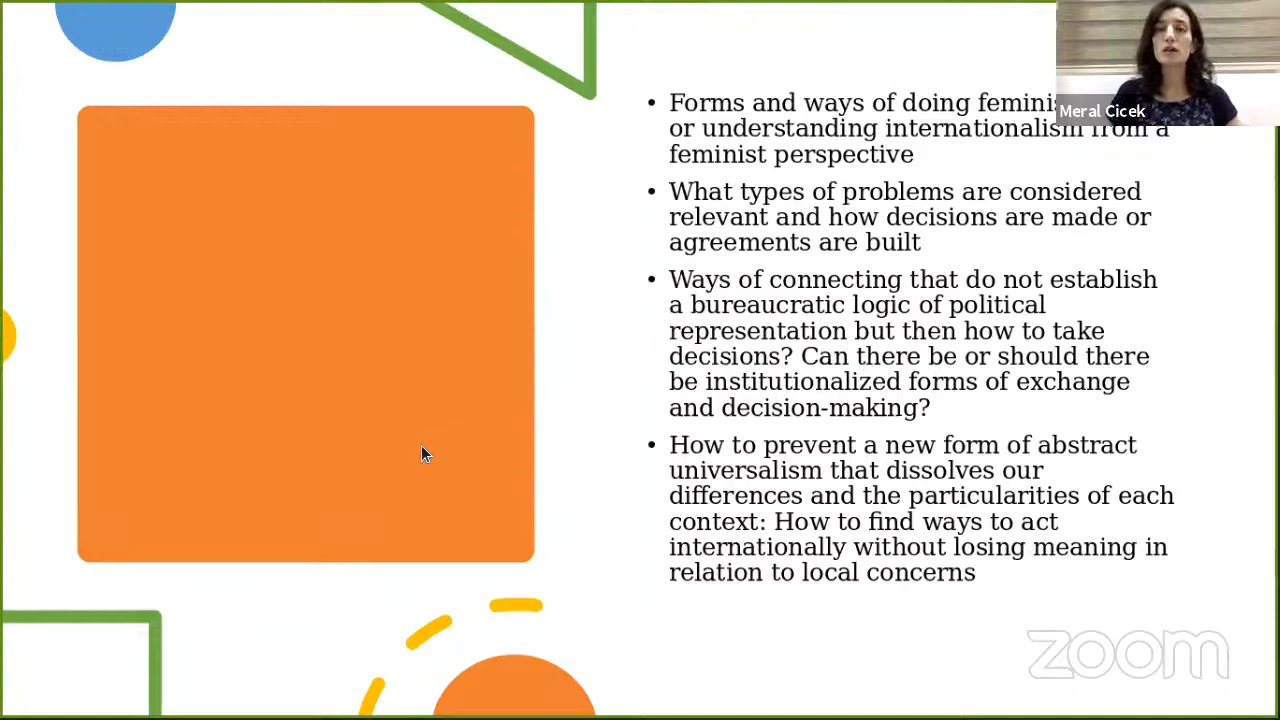 • Forms and ways of doing
or understanding internationalism from a
feminist perspective
• What types of problems are considered
relevant and how decisions are made or
agreements are built
• Ways of connecting that do not establish
a bureaucratic logic of political
representation but then how to take
decisions? Can there be or should there
be institutionalized forms of exchange
and decision-making?
• How to prevent a new form of abstract
universalism that dissolves our
differences and the particularities of each
context: How to find ways to act
internationally without losing meaning in
relation to local concerns
Meral Cicek
zoom